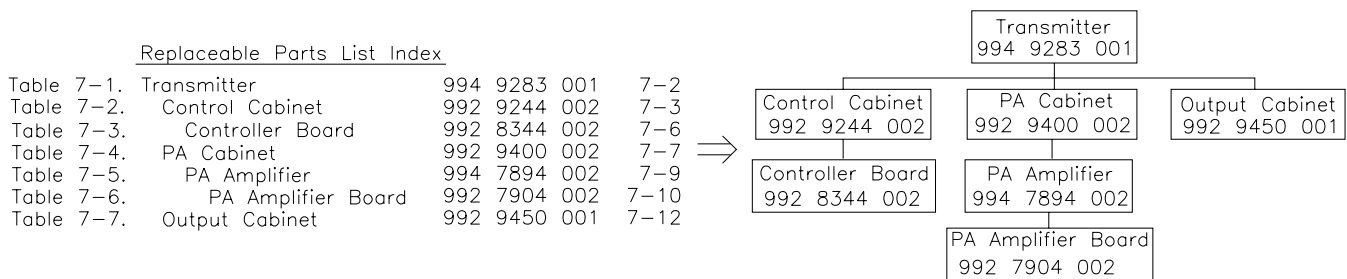 Replaceable Parts List Index
Table 7-1. Transmitter 994 9283 001 7-2
Table 7-2. Control Cabinet 992 9244 002 7-3
Table 7-3. Controller Board 992 8344 002 7-6
Table 7-4. PA Cabinet 992 9400 002 7-7
Table 7-5. PA Amplifier 994 7894 002 7-9
Table 7-6. PA Amplifier Board 992 7904 002 7-10
Table 7-7. Output Cabinet 992 9450 001 7-12
Transmitter
994 9283 001
Control Cabinet
992 9244 002
PA Cabinet
992 9400 002
Output Cabinet
992 9450 001
Controller Board
992 8344 002
PA Amplifier
994 7894 002
PA Amplifier Board
992 7904 002